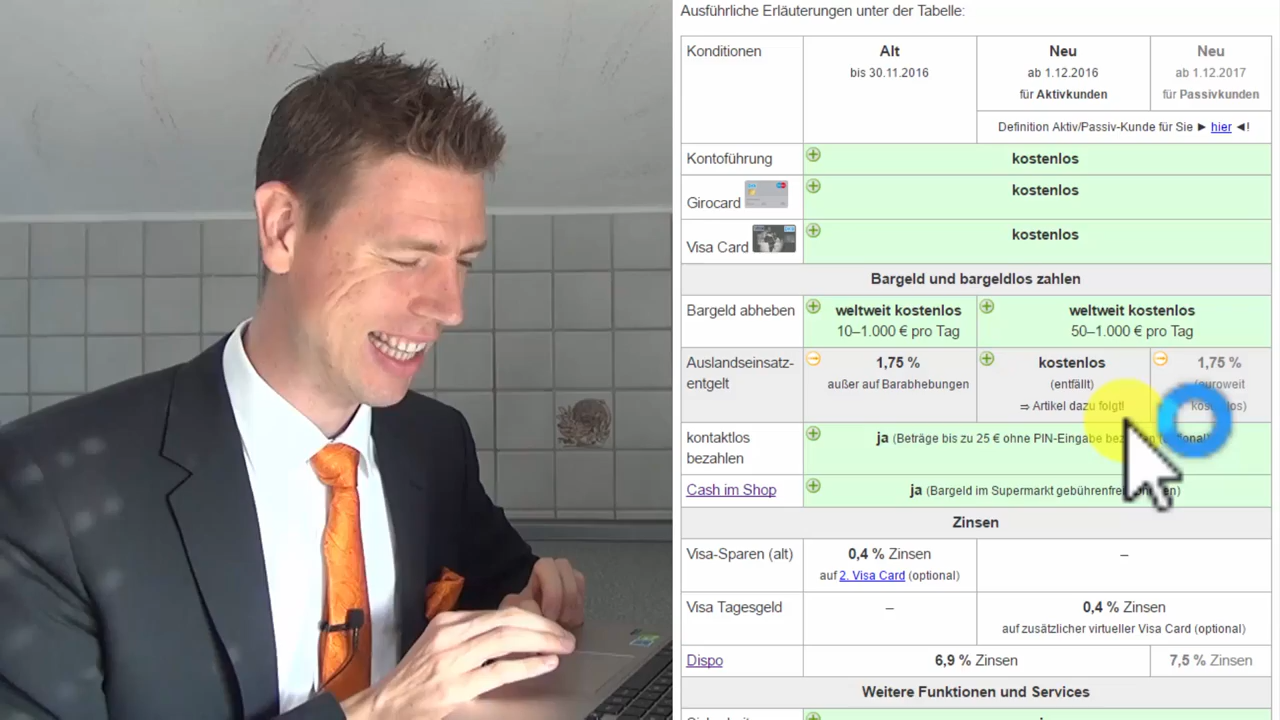 Ausführliche Erläuterungen unter der Tabelle:
Konditionen
Alt
bis 30.11.2016
Neu
ab 1.12.2016
für Aktivkunden
Neu
ab 1.12.2017
für Passivkunden
Definition Aktiv/Passiv-Kunde für Sie ► hier ◄!
Kontoführung
kostenlos
Girocard
kostenlos
Visa Card
kostenlos
Bargeld und bargeldlos zahlen
Bargeld abheben
weltweit kostenlos
10–1.000 € pro Tag
weltweit kostenlos
50–1.000 € pro Tag
Auslandseinsatz-
entgelt
1,75 %
außer auf Barabhebungen
kostenlos
(entfällt)
⇒ Artikel dazu folgt!
1,75 %
(euroweit
kostenlos)
kontaktlos
bezahlen
ja (Beträge bis zu 25 € ohne PIN-Eingabe
Cash im Shop
ja (Bargeld im Supermarkt
Zinsen
Visa-Sparen (alt)
0,4 % Zinsen
auf 2. Visa Card (optional)
–
Visa Tagesgeld
–
0,4 % Zinsen
auf zusätzlicher virtueller Visa Card (optional)
Dispo
6,9 % Zinsen
7,5 % Zinsen
Weitere Funktionen und Services